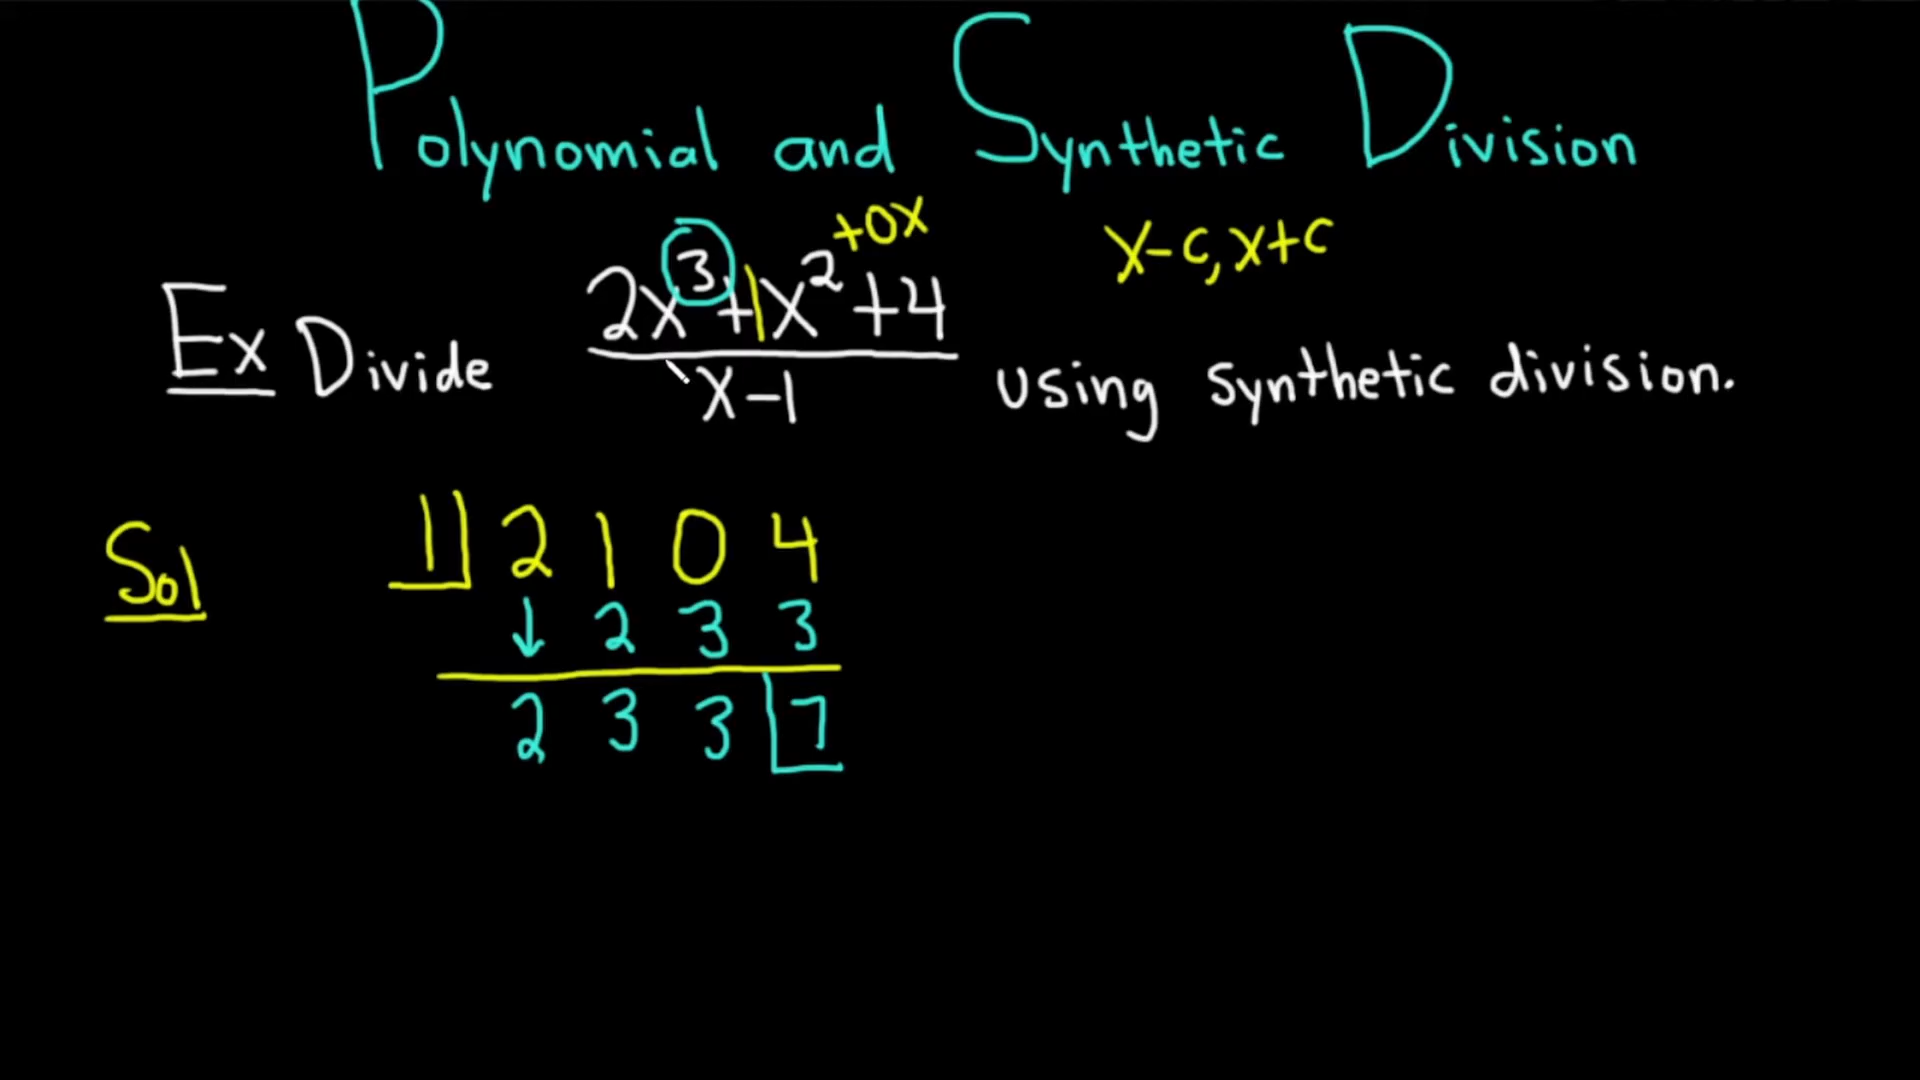 Polynomial and Synthetic Division
+0x
x-c, x+c
Ex Divide 2x³+1x²+4 / x-1 using synthetic division.
Sol 1 2 1 0 4
↓ 2 3 3
2 3 3 7